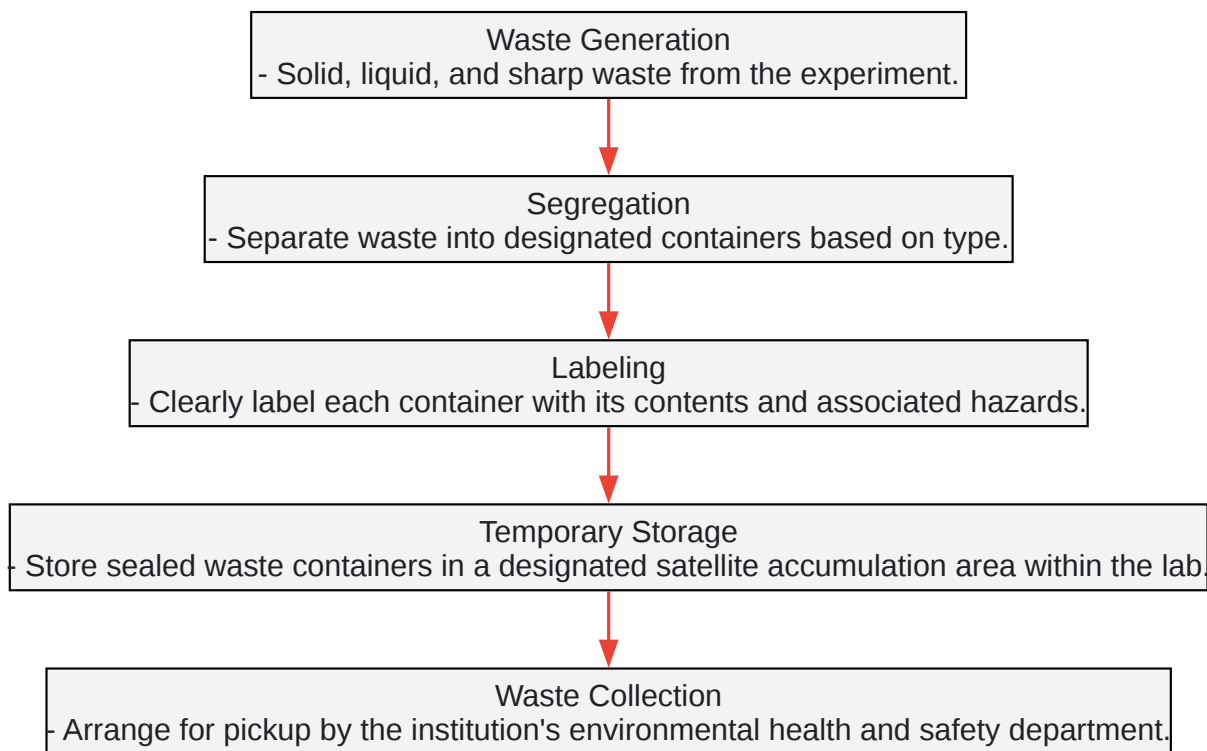 Waste Generation
- Solid, liquid, and sharp waste from the experiment.
Segregation
- Separate waste into designated containers based on type.
Labeling
- Clearly label each container with its contents and associated hazards.
Temporary Storage
- Store sealed waste containers in a designated satellite accumulation area within the lab.
Waste Collection
- Arrange for pickup by the institution's environmental health and safety department.